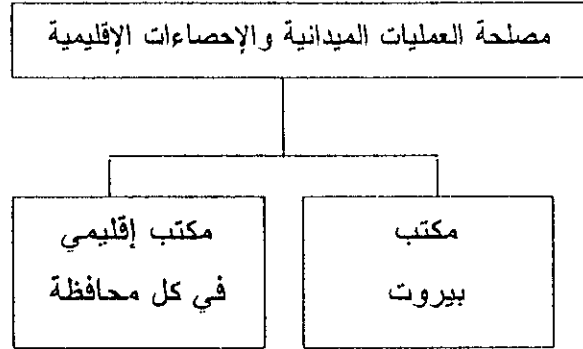 مصلحة العمليات الميدانية والإحصاءات الإقليمية
مكتب
بيروت
مكتب إقليمي
في كل محافظة